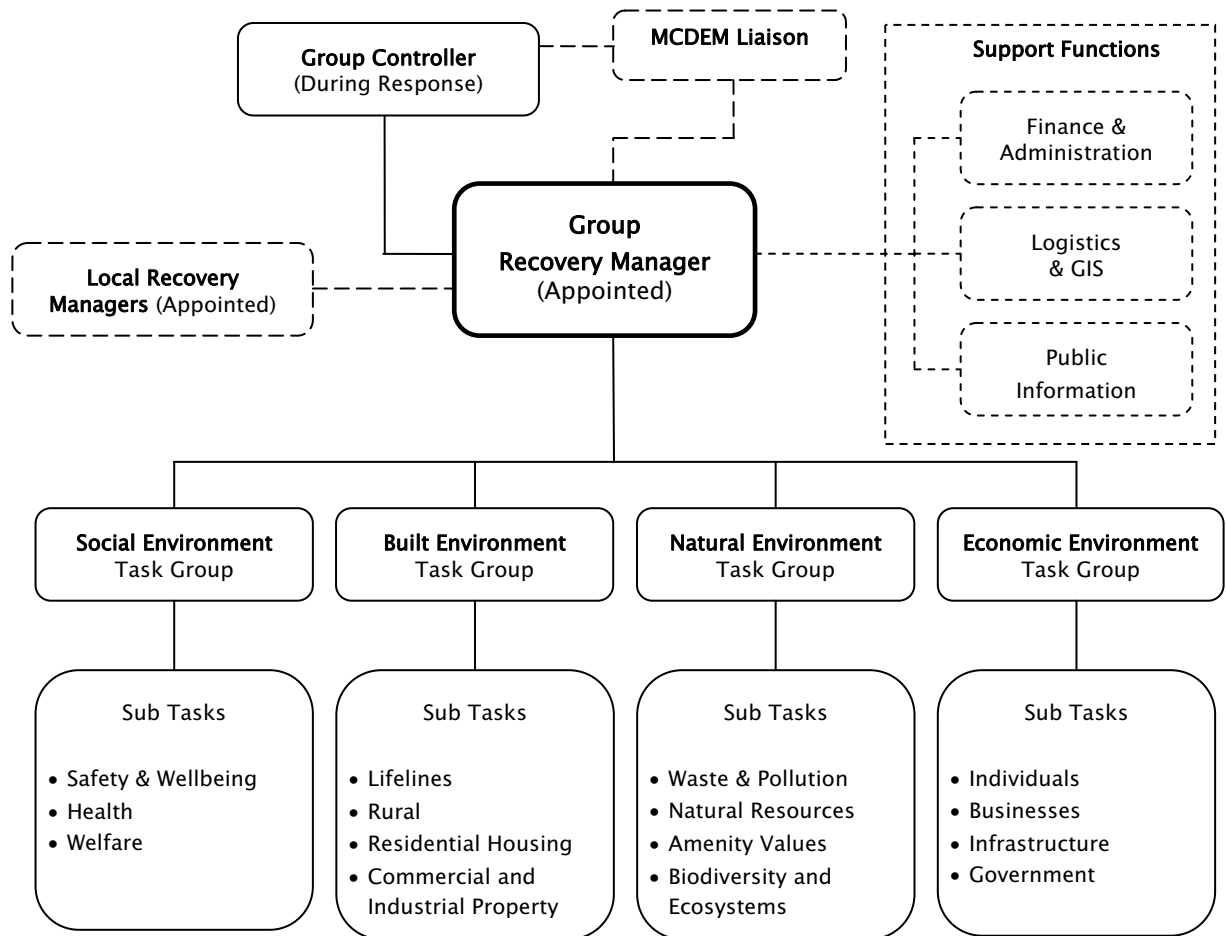 Group Controller
(During Response)
MCDEM Liaison
Support Functions
Finance &
Administration
Logistics
& GIS
Public
Information
Group
Recovery Manager
(Appointed)
Local Recovery
Managers (Appointed)
Social Environment
Task Group
Built Environment
Task Group
Natural Environment
Task Group
Economic Environment
Task Group
Sub Tasks
• Safety & Wellbeing
• Health
• Welfare
Sub Tasks
• Lifelines
• Rural
• Residential Housing
• Commercial and
Industrial Property
Sub Tasks
• Waste & Pollution
• Natural Resources
• Amenity Values
• Biodiversity and
Ecosystems
Sub Tasks
• Individuals
• Businesses
• Infrastructure
• Government